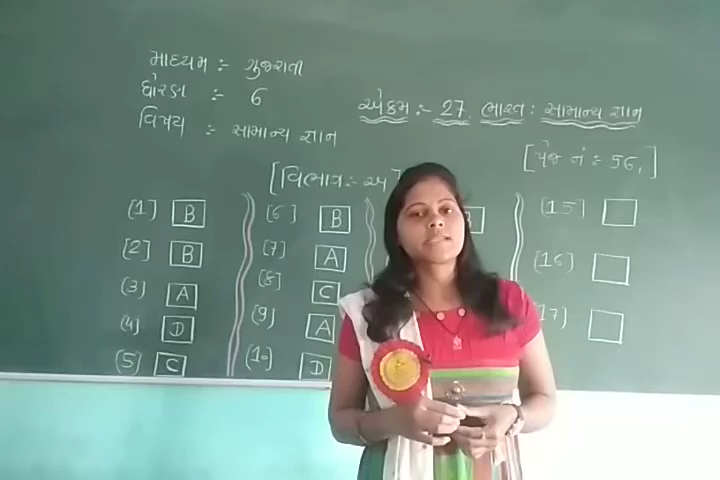 માધ્યમ :- ગુજરાતી
ધોરણ :- 6
વિષય :- સામાન્ય જ્ઞાન
એકમ :- 27. ભારત : સામાન્ય જ્ઞાન
[પેજ નં :- 56,]
[વિભાગ :- અ]
(1) B
(2) B
(3) A
(4) D
(5) C
(6) B
(7) A
(8) C
(9) A
(10) D
(15)
(16)
17)